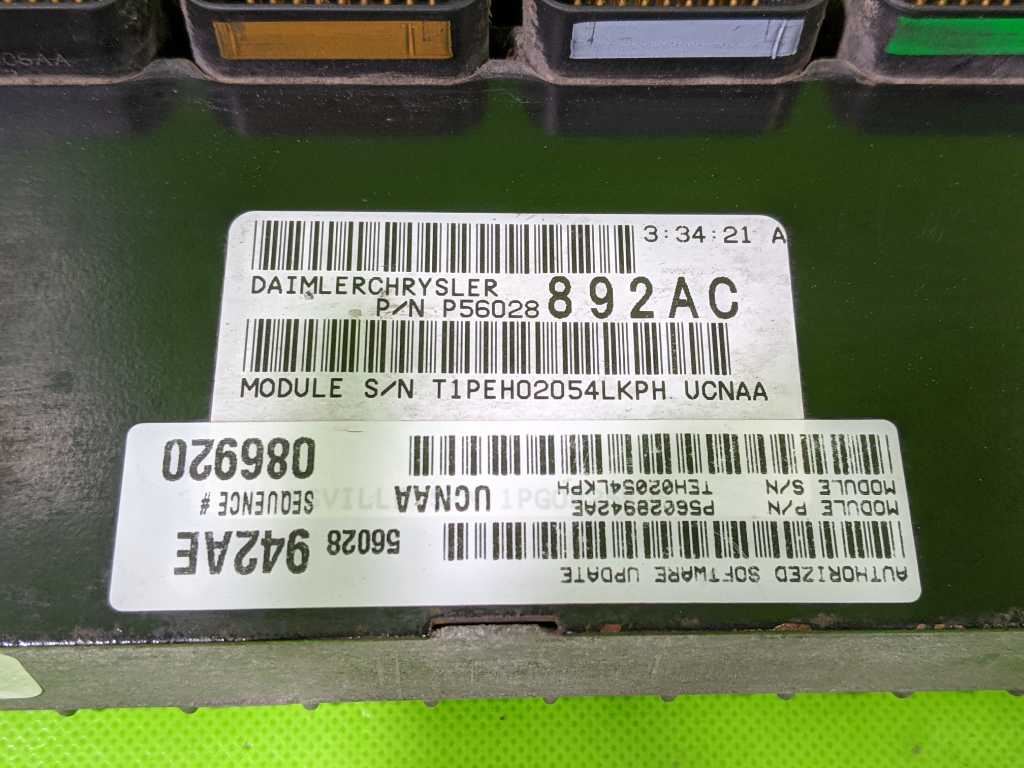 06AA
3:34:21 A
DAIMLERCHRYSLER
P/N P56028 892AC
MODULE S/N T1PEH02054LKPH UCNAA
AUTHORIZED SOFTWARE UPDATE
56028 942AE
MODULE P/N P56028942AE
MODULE S/N TEH02054LKPH
UCNAA
SEQUENCE #
086920